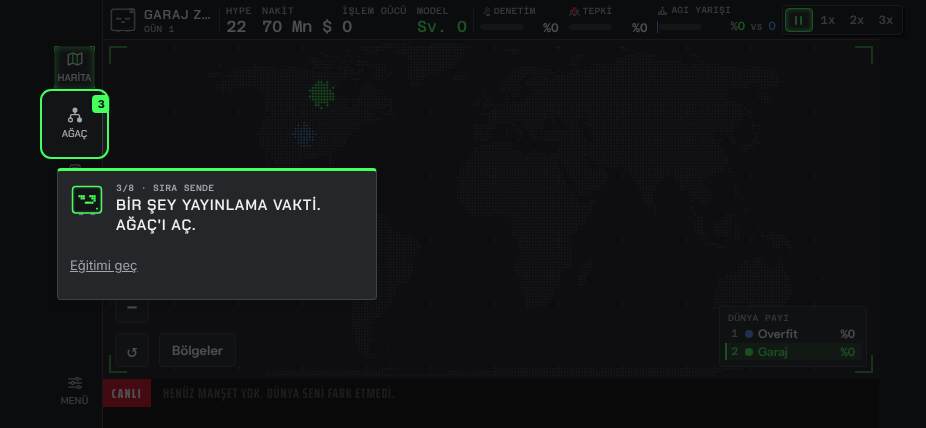 GARAJ Z...
GÜN 1
HYPE
22
NAKİT
70 Mn $
İŞLEM GÜCÜ
0
MODEL
Sv. 0
DENETİM
%0
TEPKİ
%0
AGI YARIŞI
%0 vs 0
1x 2x 3x
HARİTA
3
AĞAÇ
3/8 · SIRA SENDE
BİR ŞEY YAYINLAMA VAKTİ.
AĞAÇ'I AÇ.
Eğitimi geç
Bölgeler
DÜNYA PAYI
1 Overfit %0
2 Garaj %0
MENÜ
CANLI
HENÜZ MANŞET YOK. DÜNYA SENİ FARK ETMEDİ.